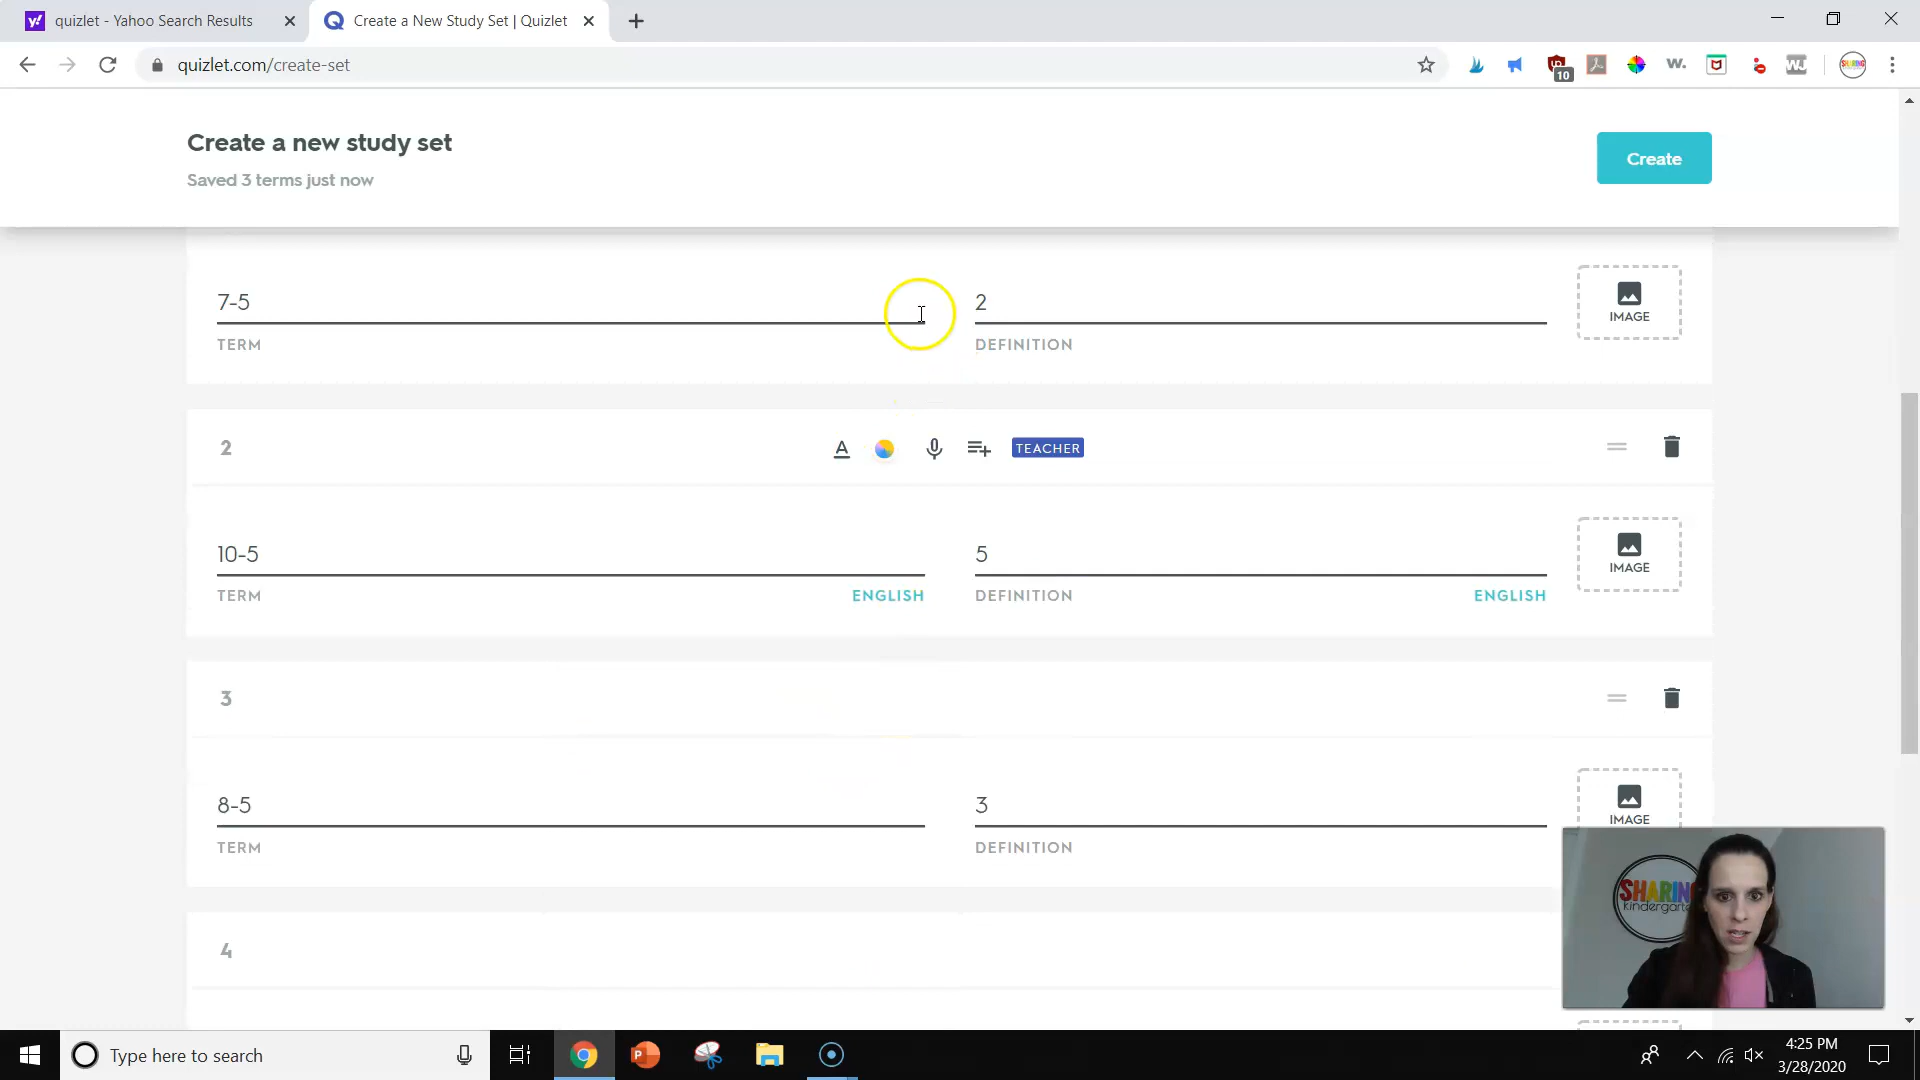 quizlet - Yahoo Search Results
Create a New Study Set | Quizlet
quizlet.com/create-set
10
Create a new study set
Saved 3 terms just now
Create
7-5
2
IMAGE
TERM
DEFINITION
2
TEACHER
10-5
5
IMAGE
TERM
ENGLISH
DEFINITION
ENGLISH
3
8-5
3
IMAGE
TERM
DEFINITION
SHARING
kindergarten
4
Type here to search
4:25 PM
3/28/2020